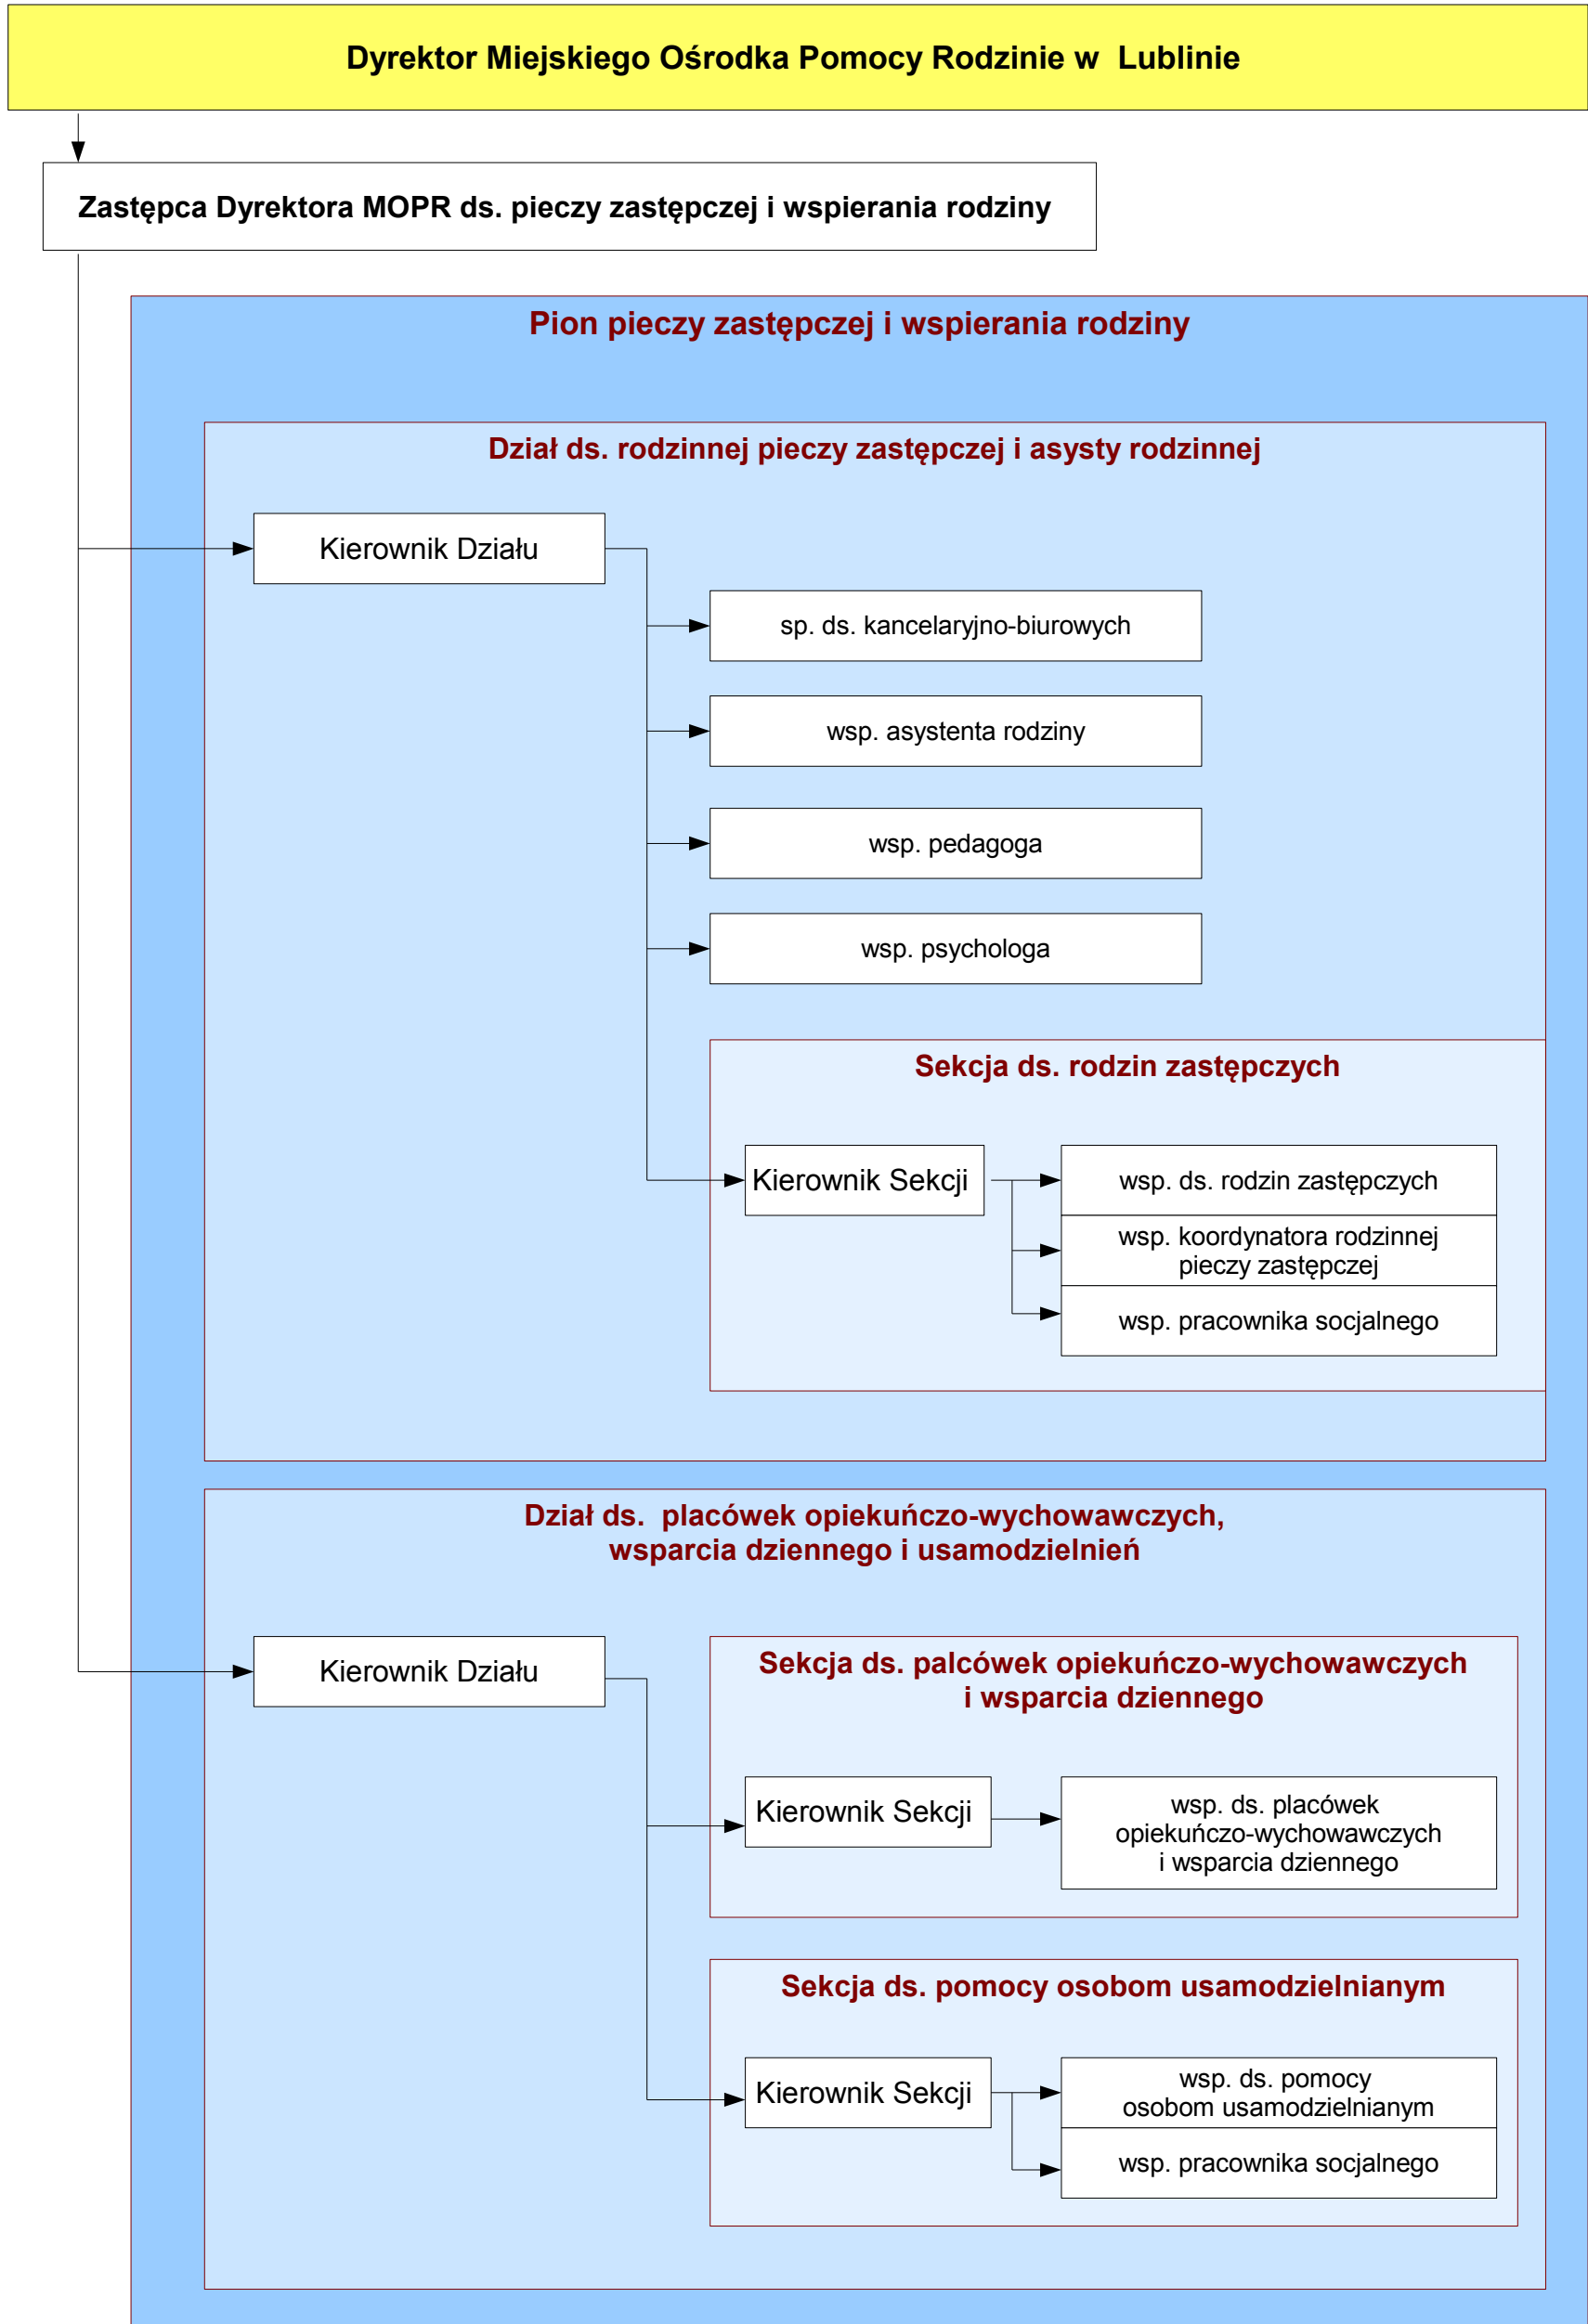 Dyrektor Miejskiego Ośrodka Pomocy Rodzinie w Lublinie
Zastępca Dyrektora MOPR ds. pieczy zastępczej i wspierania rodziny
Pion pieczy zastępczej i wspierania rodziny
Dział ds. rodzinnej pieczy zastępczej i asysty rodzinnej
Kierownik Działu
sp. ds. kancelaryjno-biurowych
wsp. asystenta rodziny
wsp. pedagoga
wsp. psychologa
Sekcja ds. rodzin zastępczych
Kierownik Sekcji
wsp. ds. rodzin zastępczych
wsp. koordynatora rodzinnej
pieczy zastępczej
wsp. pracownika socjalnego
Dział ds. placówek opiekuńczo-wychowawczych,
wsparcia dziennego i usamodzielnień
Kierownik Działu
Sekcja ds. palcówek opiekuńczo-wychowawczych
i wsparcia dziennego
Kierownik Sekcji
wsp. ds. placówek
opiekuńczo-wychowawczych
i wsparcia dziennego
Sekcja ds. pomocy osobom usamodzielnianym
Kierownik Sekcji
wsp. ds. pomocy
osobom usamodzielnianym
wsp. pracownika socjalnego